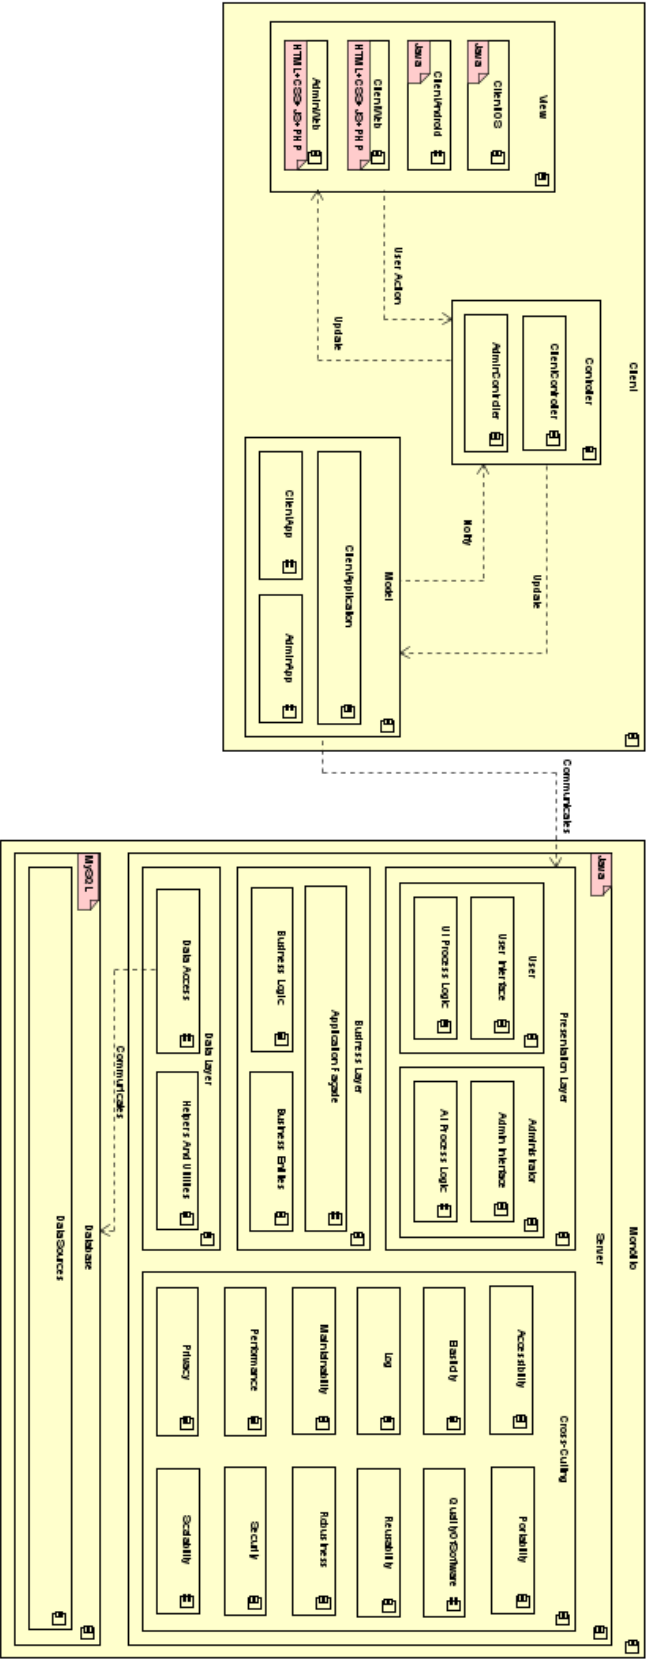 Client
View
ClientIOS
Java
ClientAndroid
Java
ClientWeb
HTML+CSS+JS+PHP
AdminWeb
HTML+CSS+JS+PHP
User Action
Update
Controller
ClientController
AdminController
Notify
Update
Model
ClientApplication
ClientApp
AdminApp
Communicates
Monolito
Server
Java
Presentation Layer
User
User Interface
UI Process Logic
Administrator
Admin Interface
AI Process Logic
Business Layer
Application Façade
Business Logic
Business Entities
Data Layer
Data Access
Helpers And Utilities
Cross-Cutting
Accessibility
Portability
Elasticity
QualityOfSoftware
Log
Reusability
Maintainability
Robustness
Performance
Security
Privacy
Scalability
Communicates
Database
MySQL
DataSources